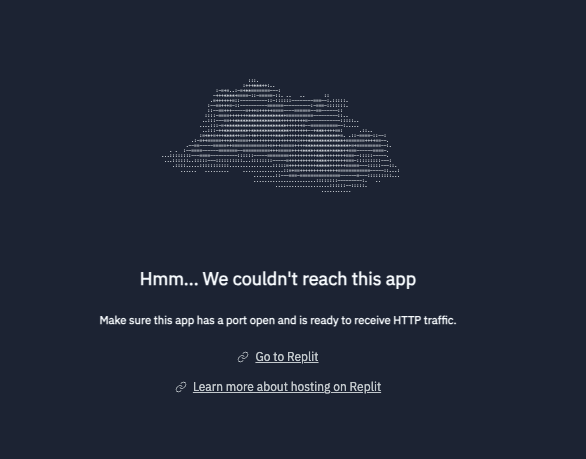 Hmm... We couldn't reach this app
Make sure this app has a port open and is ready to receive HTTP traffic.
Go to Replit
Learn more about hosting on Replit